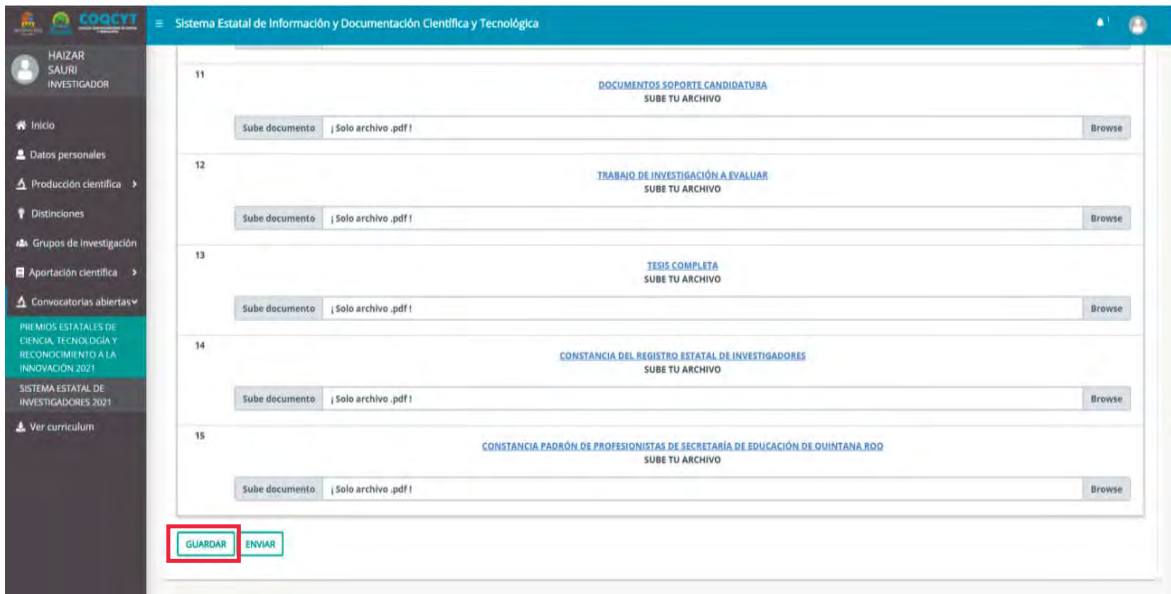 COQCYT
Sistema Estatal de Información y Documentación Científica y Tecnológica
1
HAIZAR
SAURI
INVESTIGADOR
Inicio
Datos personales
Producción científica
Distinciones
Grupos de investigación
Aportación científica
Convocatorias abiertas
PREMIOS ESTATALES DE
CIENCIA, TECNOLOGÍA Y
RECONOCIMIENTO A LA
INNOVACIÓN 2021
SISTEMA ESTATAL DE
INVESTIGADORES 2021
Ver curriculum
11
DOCUMENTOS SOPORTE CANDIDATURA
SUBE TU ARCHIVO
Sube documento ¡ Solo archivo .pdf ! Browse
12
TRABAJO DE INVESTIGACIÓN A EVALUAR
SUBE TU ARCHIVO
Sube documento ¡ Solo archivo .pdf ! Browse
13
TESIS COMPLETA
SUBE TU ARCHIVO
Sube documento ¡ Solo archivo .pdf ! Browse
14
CONSTANCIA DEL REGISTRO ESTATAL DE INVESTIGADORES
SUBE TU ARCHIVO
Sube documento ¡ Solo archivo .pdf ! Browse
15
CONSTANCIA PADRÓN DE PROFESIONISTAS DE SECRETARÍA DE EDUCACIÓN DE QUINTANA ROO
SUBE TU ARCHIVO
Sube documento ¡ Solo archivo .pdf ! Browse
GUARDAR ENVIAR